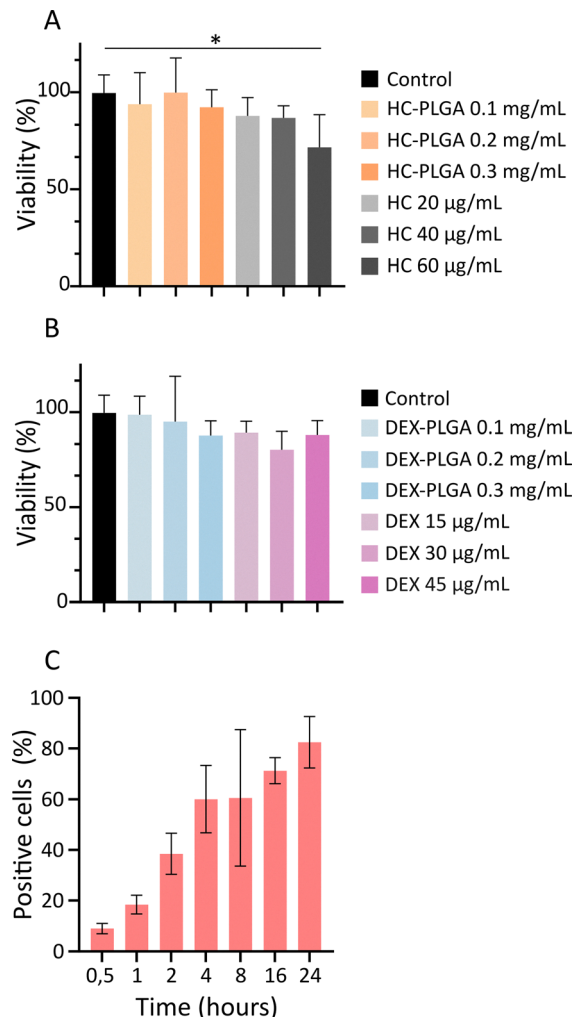 A
*
Viability (%)
100
50
0
Control
HC-PLGA 0.1 mg/mL
HC-PLGA 0.2 mg/mL
HC-PLGA 0.3 mg/mL
HC 20 µg/mL
HC 40 µg/mL
HC 60 µg/mL
B
Viability (%)
100
50
0
Control
DEX-PLGA 0.1 mg/mL
DEX-PLGA 0.2 mg/mL
DEX-PLGA 0.3 mg/mL
DEX 15 µg/mL
DEX 30 µg/mL
DEX 45 µg/mL
C
Positive cells (%)
100
80
60
40
20
0
0,5 1 2 4 8 16 24
Time (hours)